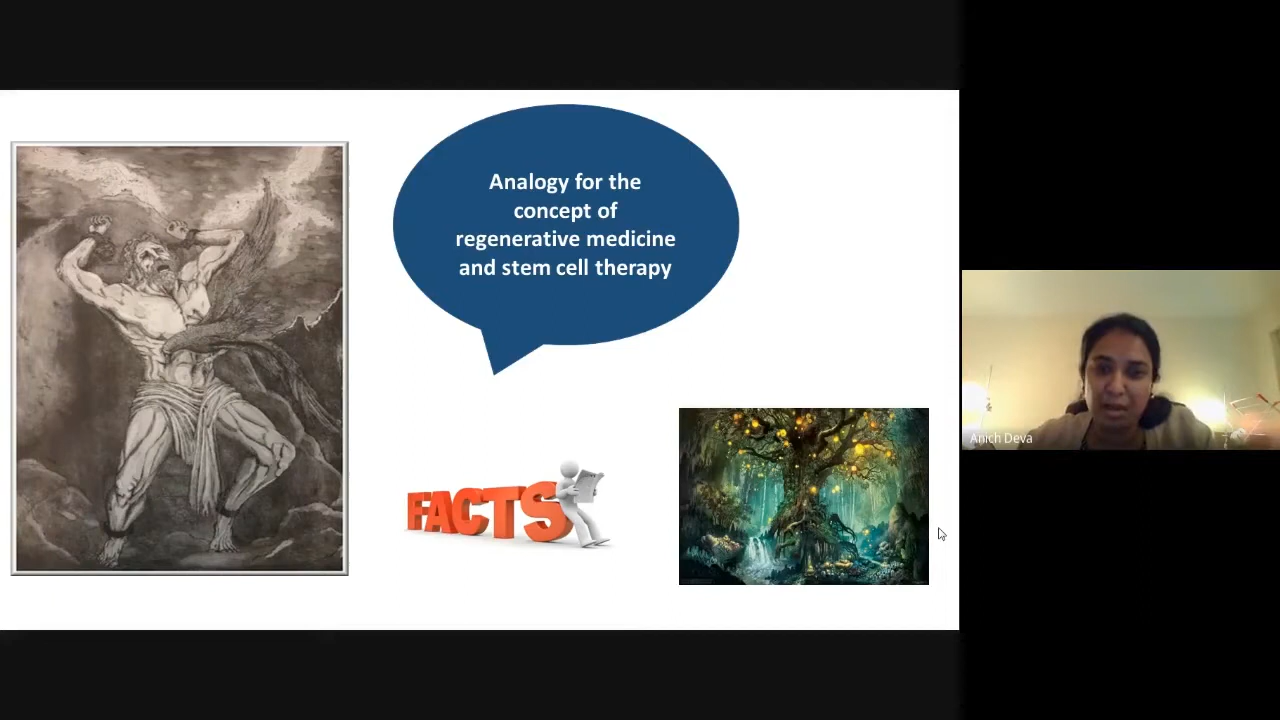 Analogy for the
concept of
regenerative medicine
and stem cell therapy
FACTS
Anich Deva